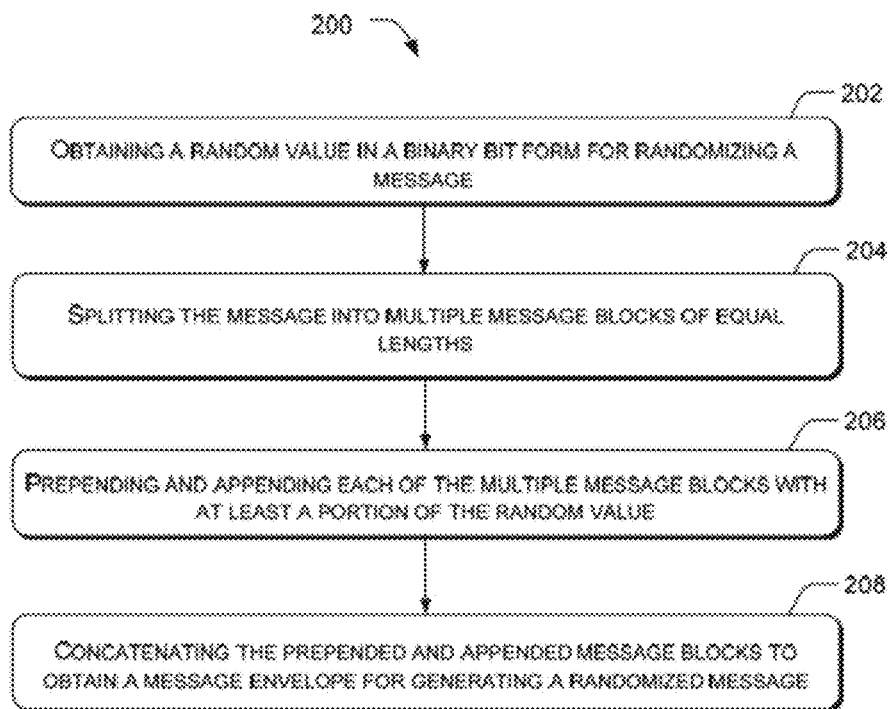 200
202
OBTAINING A RANDOM VALUE IN A BINARY BIT FORM FOR RANDOMIZING A
MESSAGE
204
SPLITTING THE MESSAGE INTO MULTIPLE MESSAGE BLOCKS OF EQUAL
LENGTHS
206
PREPENDING AND APPENDING EACH OF THE MULTIPLE MESSAGE BLOCKS WITH
AT LEAST A PORTION OF THE RANDOM VALUE
208
CONCATENATING THE PREPENDED AND APPENDED MESSAGE BLOCKS TO
OBTAIN A MESSAGE ENVELOPE FOR GENERATING A RANDOMIZED MESSAGE